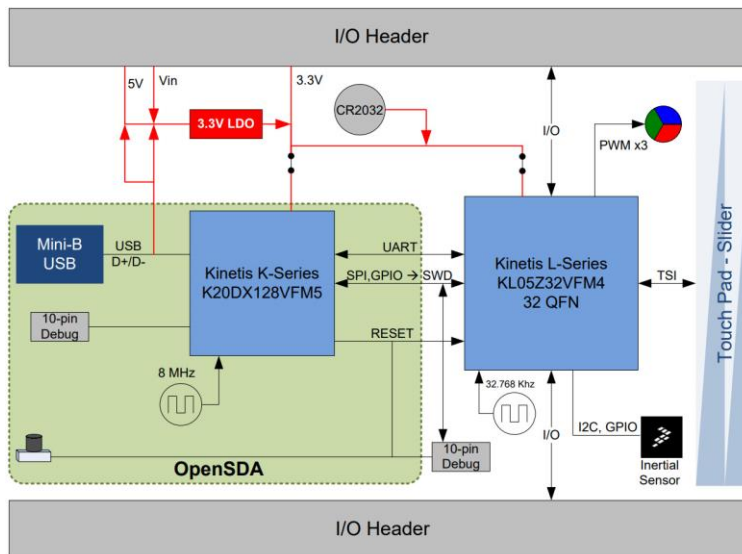 I/O Header
5V
Vin
3.3V
3.3V LDO
CR2032
I/O
PWM x3
Mini-B
USB
USB
D+/D-
Kinetis K-Series
K20DX128VFM5
UART
SPI,GPIO → SWD
RESET
Kinetis L-Series
KL05Z32VFM4
32 QFN
TSI
Touch Pad - Slider
10-pin
Debug
8 MHz
32.768 Khz
I/O
I2C, GPIO
10-pin
Debug
Inertial
Sensor
OpenSDA
I/O Header